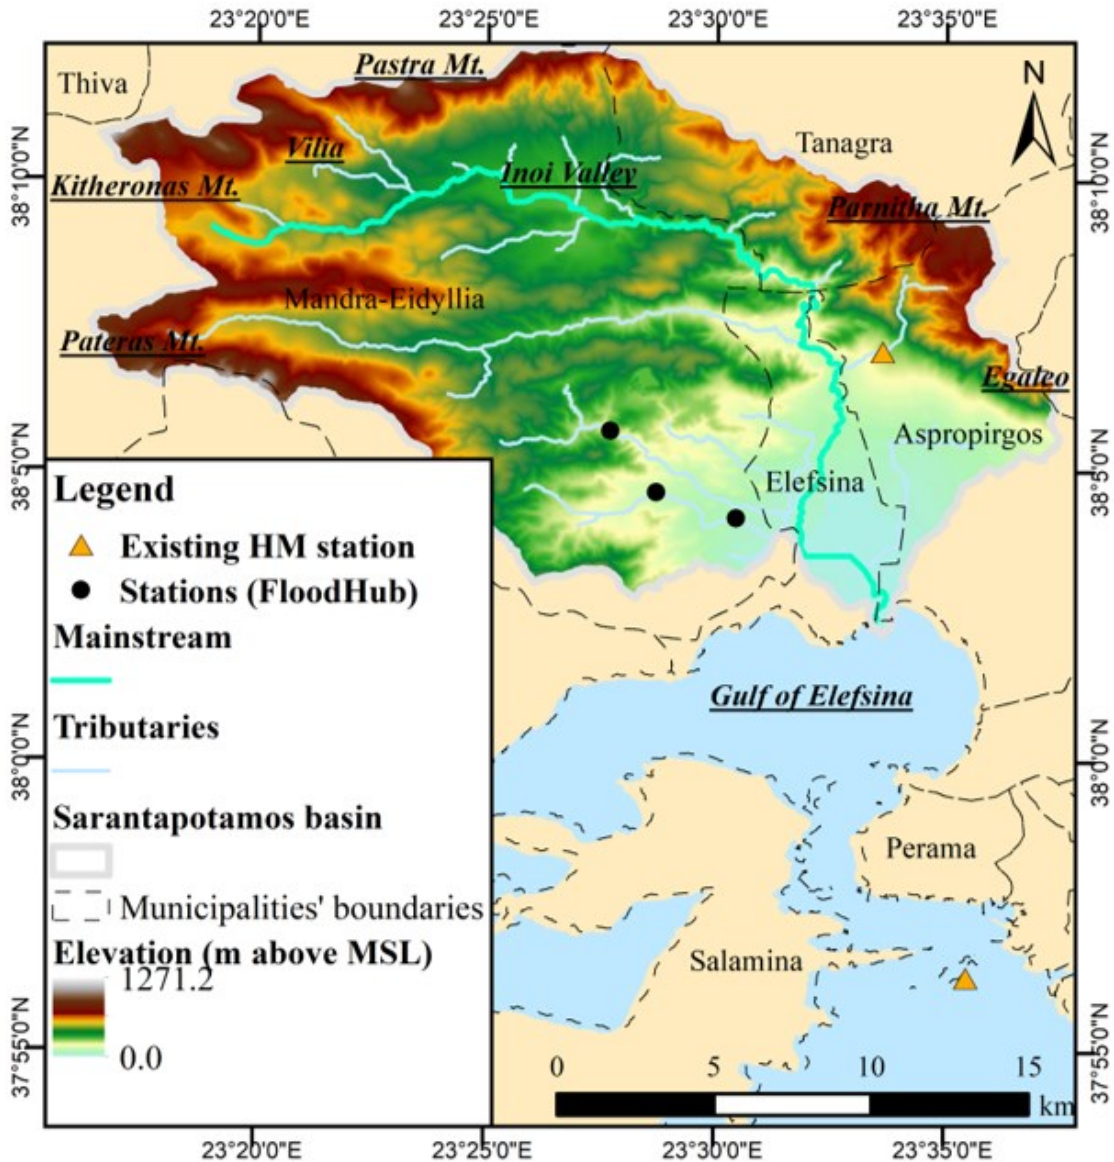 23°20'0"E
23°25'0"E
23°30'0"E
23°35'0"E
Thiva
Pastra Mt.
N
Vilia
Tanagra
38°10'0"N
Inoi Valley
38°10'0"N
Kitheronas Mt.
Parnitha Mt.
Mandra-Eidyllia
Pateras Mt.
Egaleo
Aspropirgos
38°5'0"N
Elefsina
38°5'0"N
Legend
Existing HM station
Stations (FloodHub)
Mainstream
Tributaries
Sarantapotamos basin
Municipalities' boundaries
Elevation (m above MSL)
1271.2
0.0
Gulf of Elefsina
38°0'0"N
38°0'0"N
Perama
Salamina
37°55'0"N
37°55'0"N
0
5
10
15
km
23°20'0"E
23°25'0"E
23°30'0"E
23°35'0"E